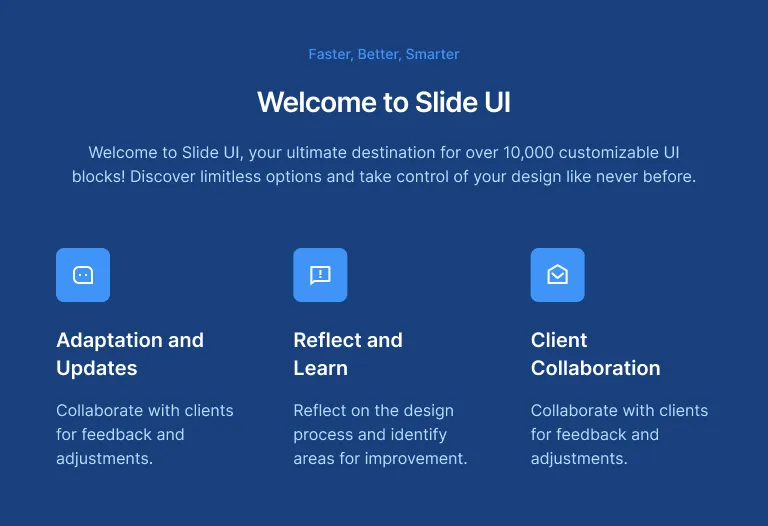 Faster, Better, Smarter
Welcome to Slide UI
Welcome to Slide UI, your ultimate destination for over 10,000 customizable UI
blocks! Discover limitless options and take control of your design like never before.
Adaptation and
Updates
Collaborate with clients
for feedback and
adjustments.
Reflect and
Learn
Reflect on the design
process and identify
areas for improvement.
Client
Collaboration
Collaborate with clients
for feedback and
adjustments.